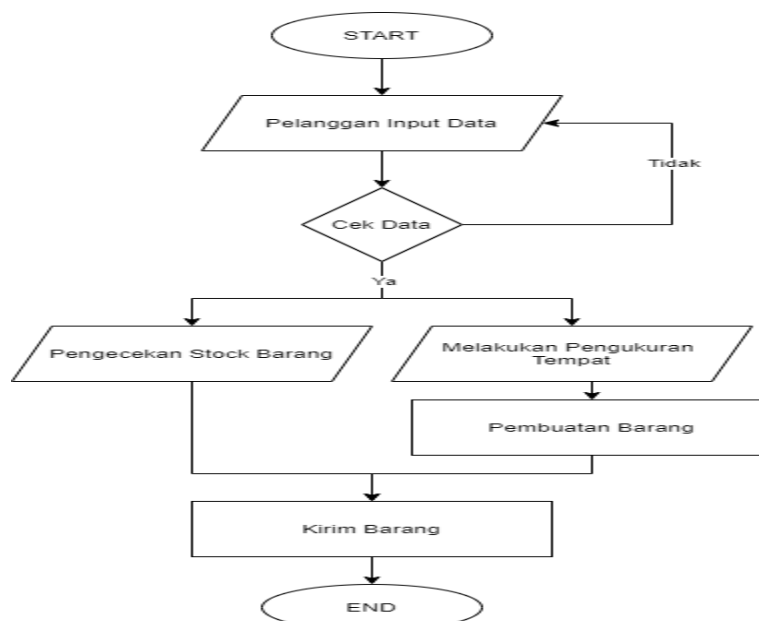 START
Pelanggan Input Data
Tidak
Cek Data
Ya
Pengecekan Stock Barang
Melakukan Pengukuran
Tempat
Pembuatan Barang
Kirim Barang
END